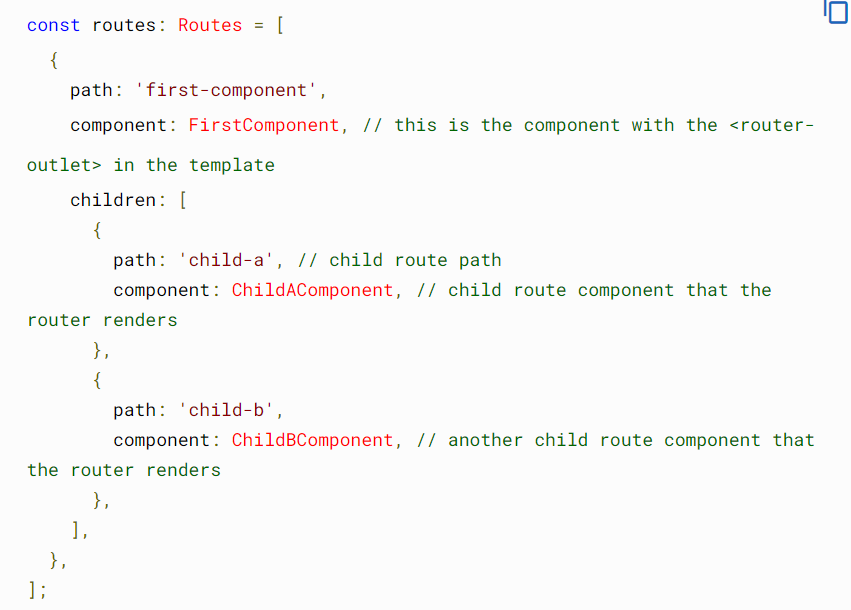 const routes: Routes = [
  {
    path: 'first-component',
    component: FirstComponent, // this is the component with the <router-
outlet> in the template
    children: [
      {
        path: 'child-a', // child route path
        component: ChildAComponent, // child route component that the
router renders
      },
      {
        path: 'child-b',
        component: ChildBComponent, // another child route component that
the router renders
      },
    ],
  },
];